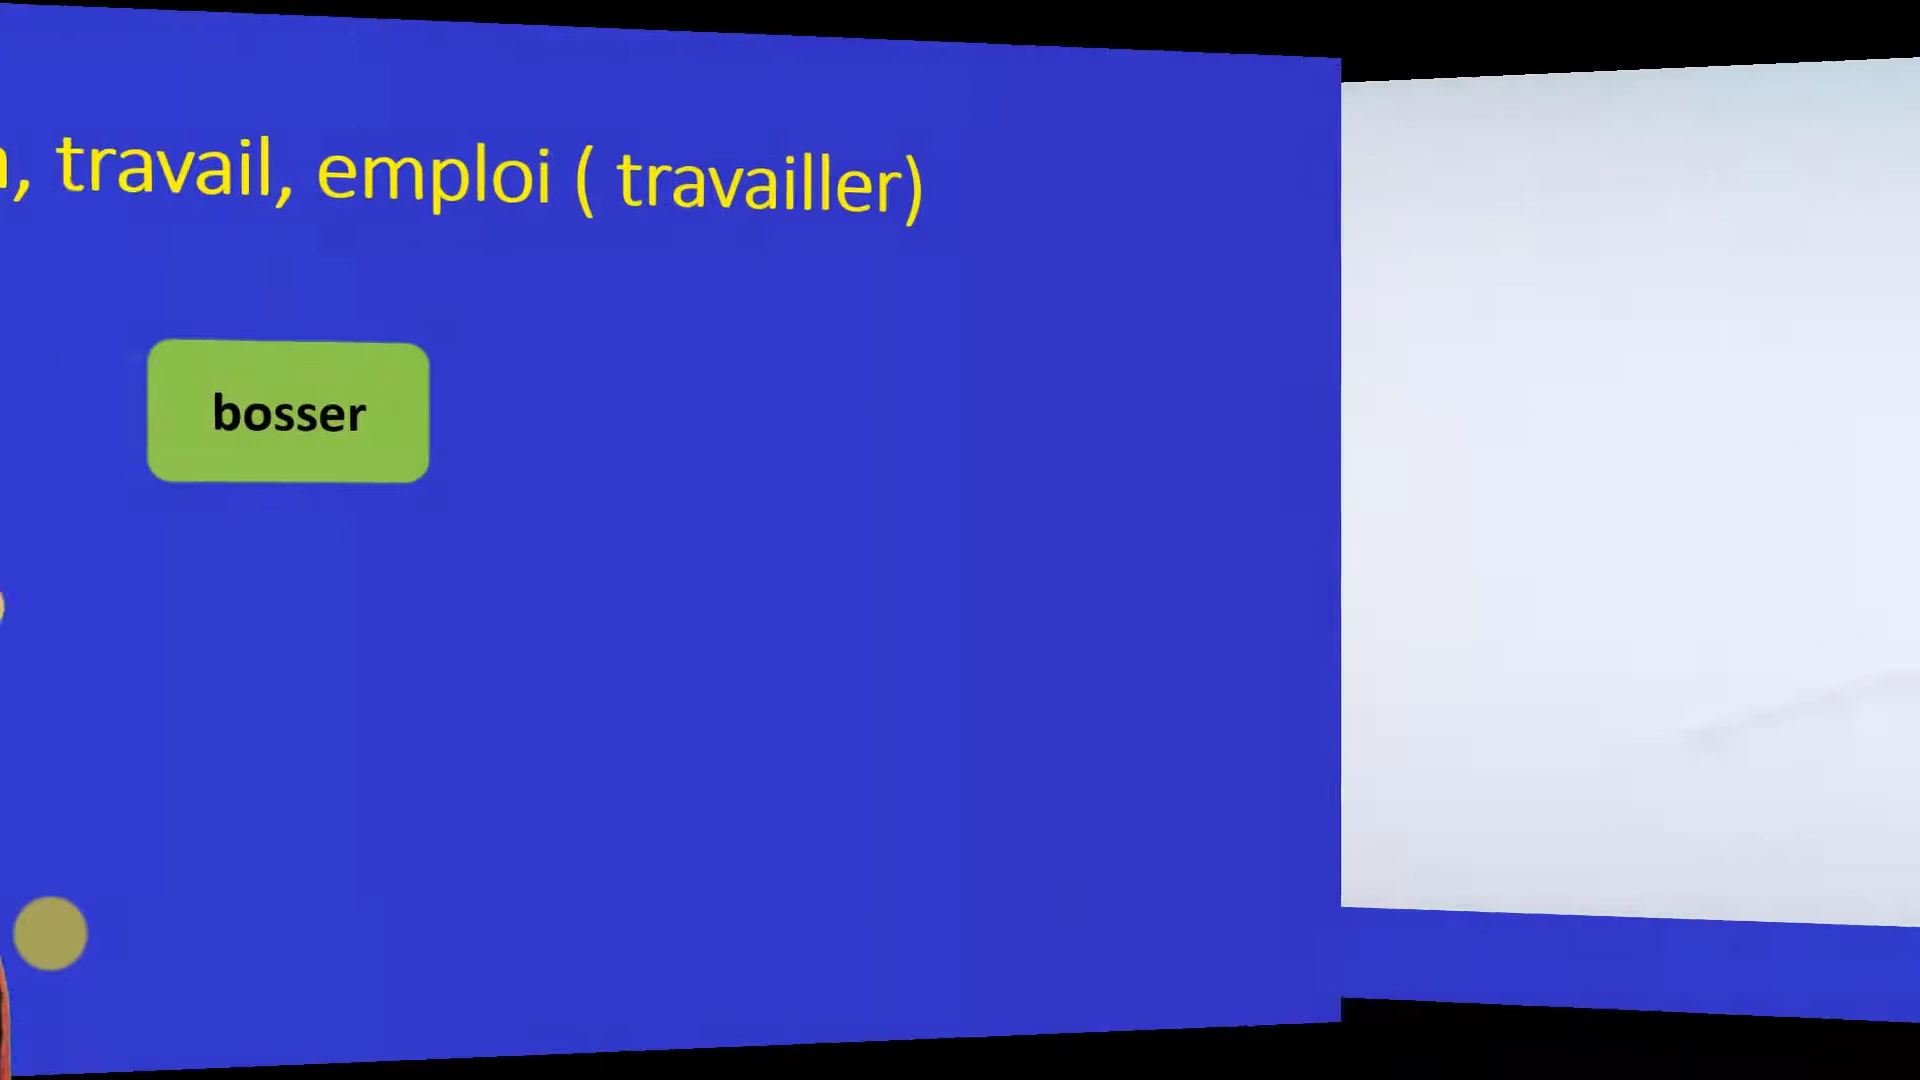 , travail, emploi ( travailler)
bosser